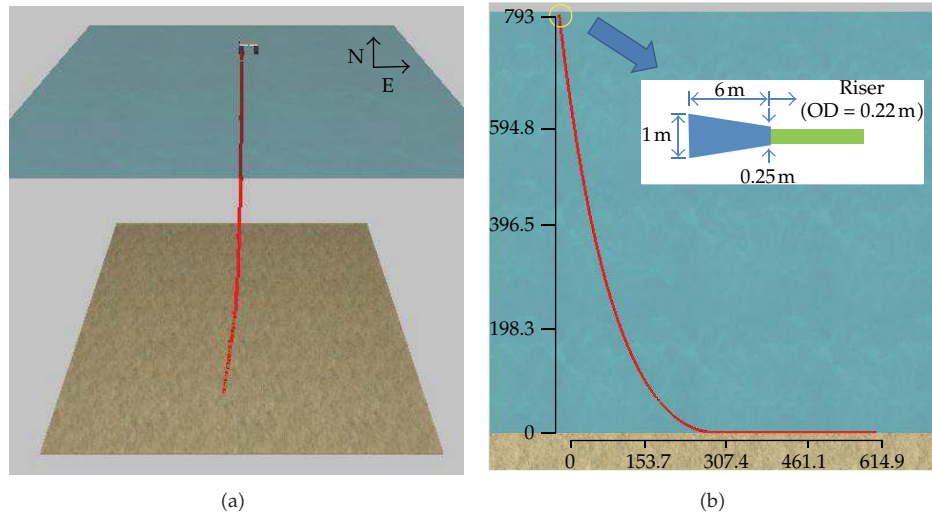 N
E
(a)
793
594.8
396.5
198.3
0
6 m
Riser
(OD = 0.22 m)
1 m
0.25 m
0
153.7
307.4
461.1
614.9
(b)